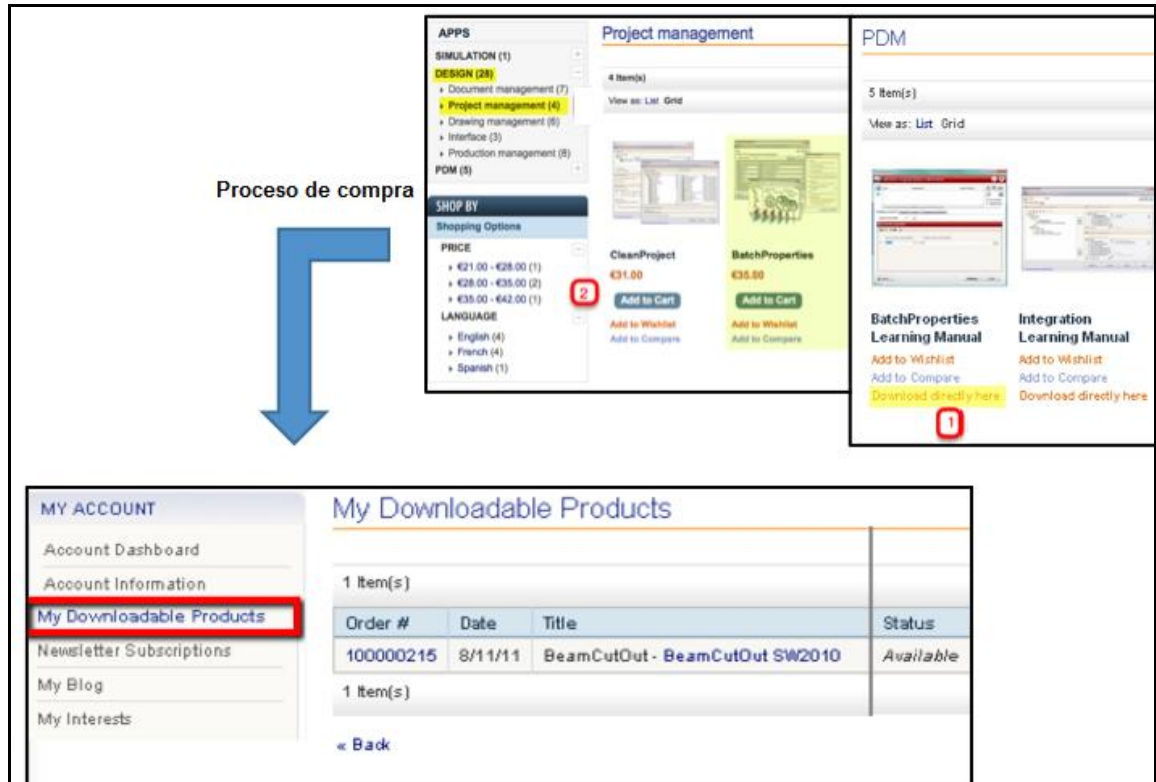 APPS
SIMULATION (1)
DESIGN (28)
Document management (7)
Project management (4)
Drawing management (6)
Interface (3)
Production management (8)
PDM (5)
SHOP BY
Shopping Options
PRICE
€21.00 - €28.00 (1)
€28.00 - €35.00 (2)
€35.00 - €42.00 (1)
LANGUAGE
English (4)
French (4)
Spanish (1)
Project management
4 Item(s)
View as: List Grid
CleanProject
€31.00
Add to Cart
Add to Wishlist
Add to Compare
BatchProperties
€35.00
Add to Cart
Add to Wishlist
Add to Compare
2
PDM
5 Item(s)
View as: List Grid
BatchProperties
Learning Manual
Add to Wishlist
Add to Compare
Download directly here
1
Integration
Learning Manual
Add to Wishlist
Add to Compare
Download directly here
Proceso de compra
MY ACCOUNT
Account Dashboard
Account Information
My Downloadable Products
Newsletter Subscriptions
My Blog
My Interests
My Downloadable Products
1 Item(s)
Order # Date Title Status
100000215 8/11/11 BeamCutOut - BeamCutOut SW2010 Available
1 Item(s)
« Back